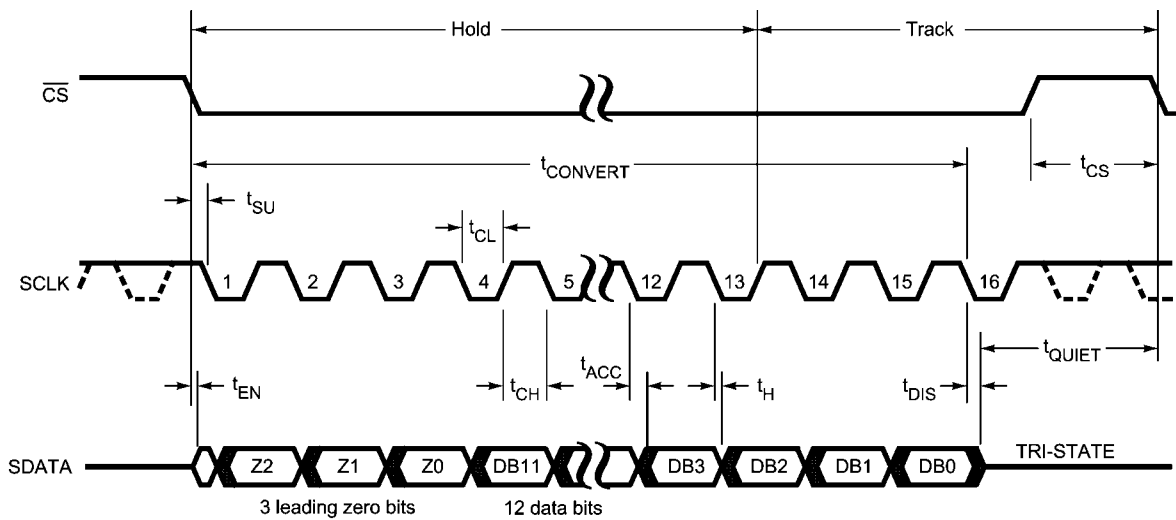 Hold Track
CS
tCONVERT
tCS
tSU
tCL
SCLK 1 2 3 4 5 12 13 14 15 16
tQUIET
tEN tCH tACC tH tDIS
SDATA Z2 Z1 Z0 DB11 DB3 DB2 DB1 DB0 TRI-STATE
3 leading zero bits 12 data bits